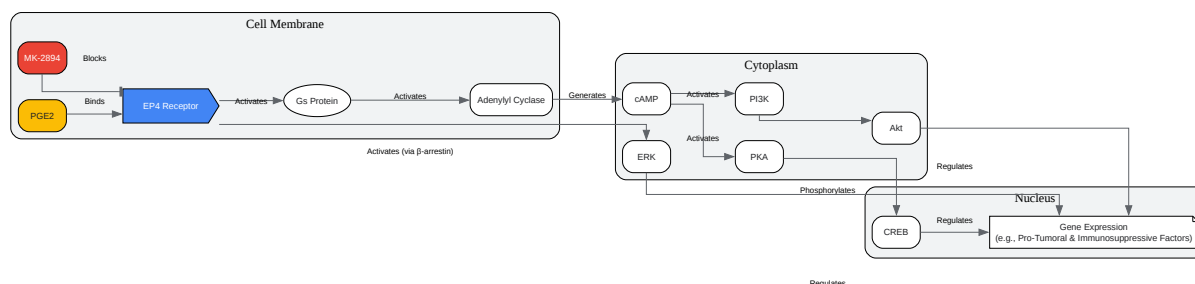 Cell Membrane
MK-2894
Blocks
PGE2
Binds
EP4 Receptor
Activates
Gs Protein
Activates
Adenylyl Cyclase
Generates
Activates (via β-arrestin)
Cytoplasm
cAMP
Activates
PI3K
Akt
Activates
ERK
PKA
Regulates
Phosphorylates
Nucleus
CREB
Regulates
Gene Expression
(e.g., Pro-Tumoral & Immunosuppressive Factors)
Regulates